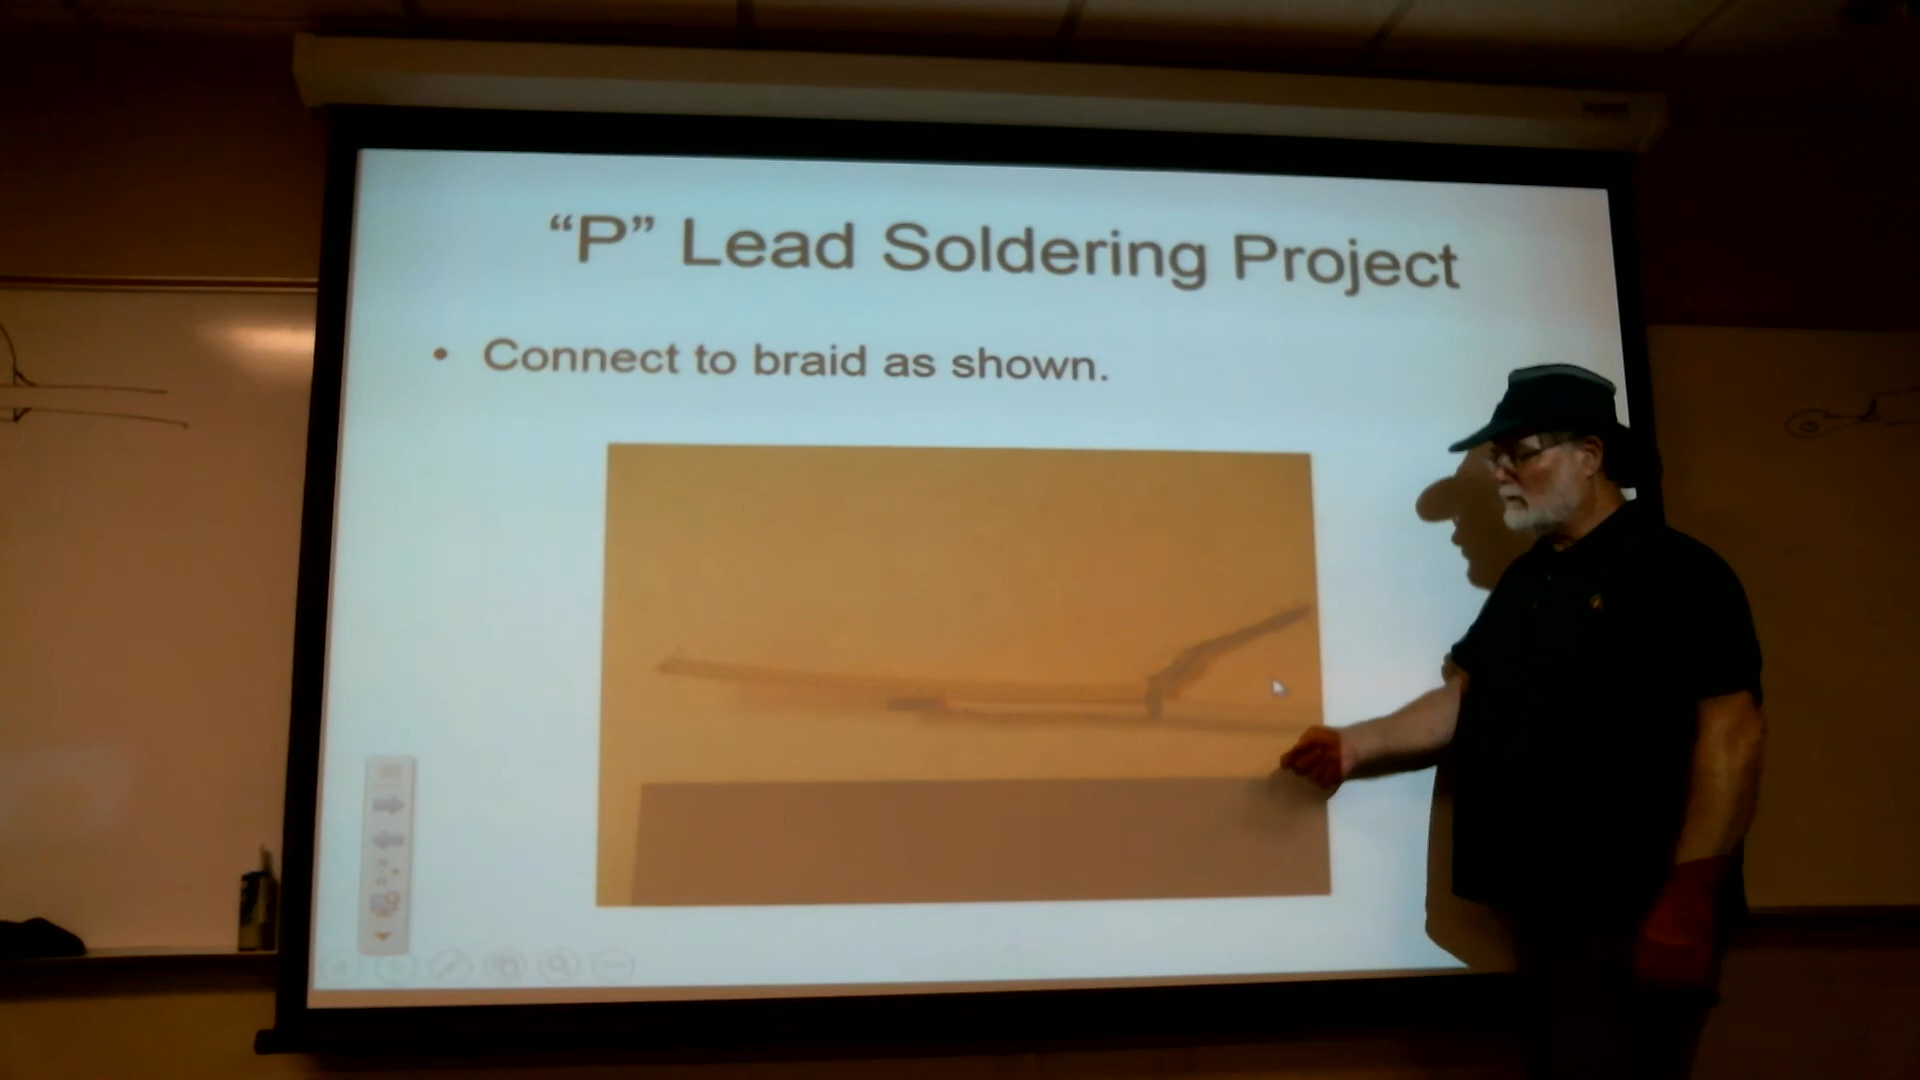 “P” Lead Soldering Project
• Connect to braid as shown.